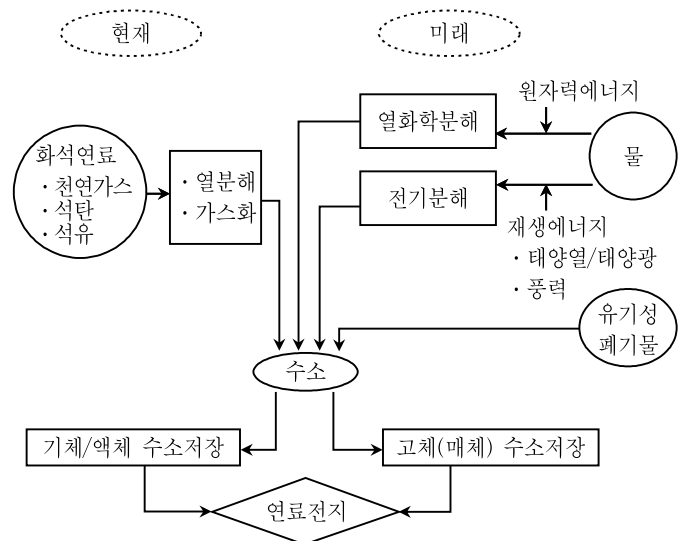 현재
미래
화석연료
· 천연가스
· 석탄
· 석유
· 열분해
· 가스화
열화학분해
원자력에너지
물
전기분해
재생에너지
· 태양열/태양광
· 풍력
유기성
폐기물
수소
기체/액체 수소저장
고체(매체) 수소저장
연료전지